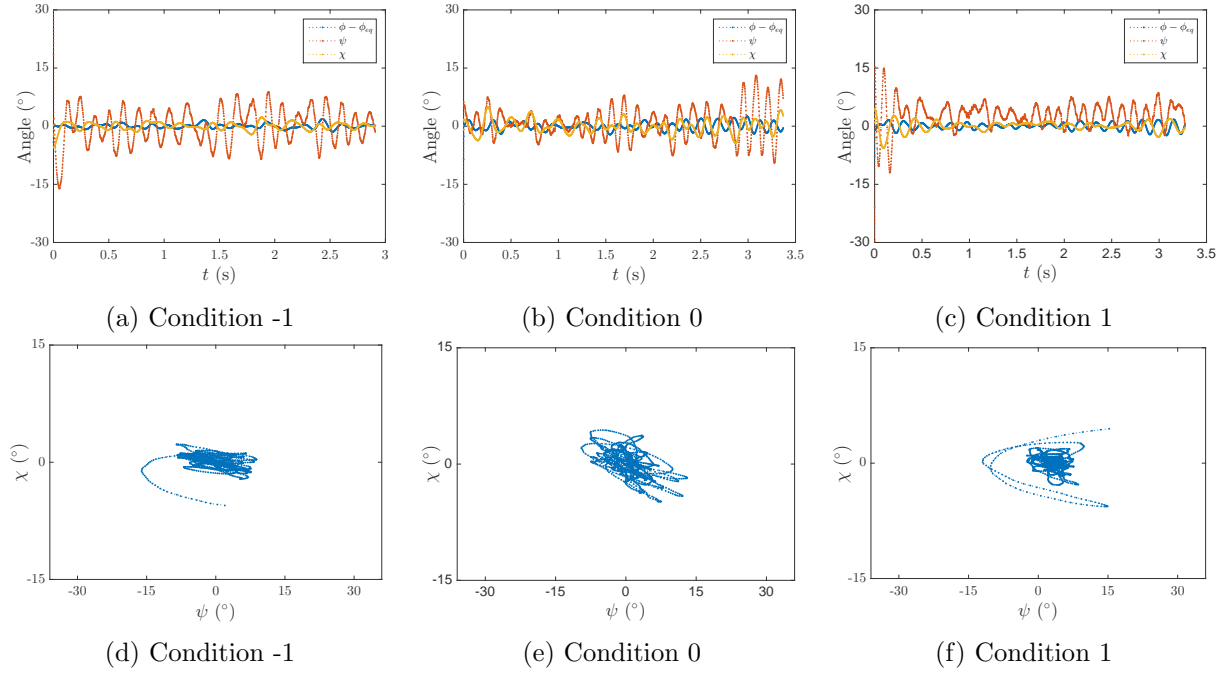 30
15
0
-15
-30
Angle (°)
0
0.5
1
1.5
2
2.5
3
t (s)
ϕ − ϕeq
ψ
χ
(a) Condition -1
30
15
0
-15
-30
Angle (°)
0
0.5
1
1.5
2
2.5
3
3.5
t (s)
ϕ − ϕeq
ψ
χ
(b) Condition 0
30
15
0
-15
-30
Angle (°)
0
0.5
1
1.5
2
2.5
3
3.5
t (s)
ϕ − ϕeq
ψ
χ
(c) Condition 1
15
0
-15
χ (°)
-30
-15
0
15
30
ψ (°)
(d) Condition -1
15
0
-15
χ (°)
-30
-15
0
15
30
ψ (°)
(e) Condition 0
15
0
-15
χ (°)
-30
-15
0
15
30
ψ (°)
(f) Condition 1